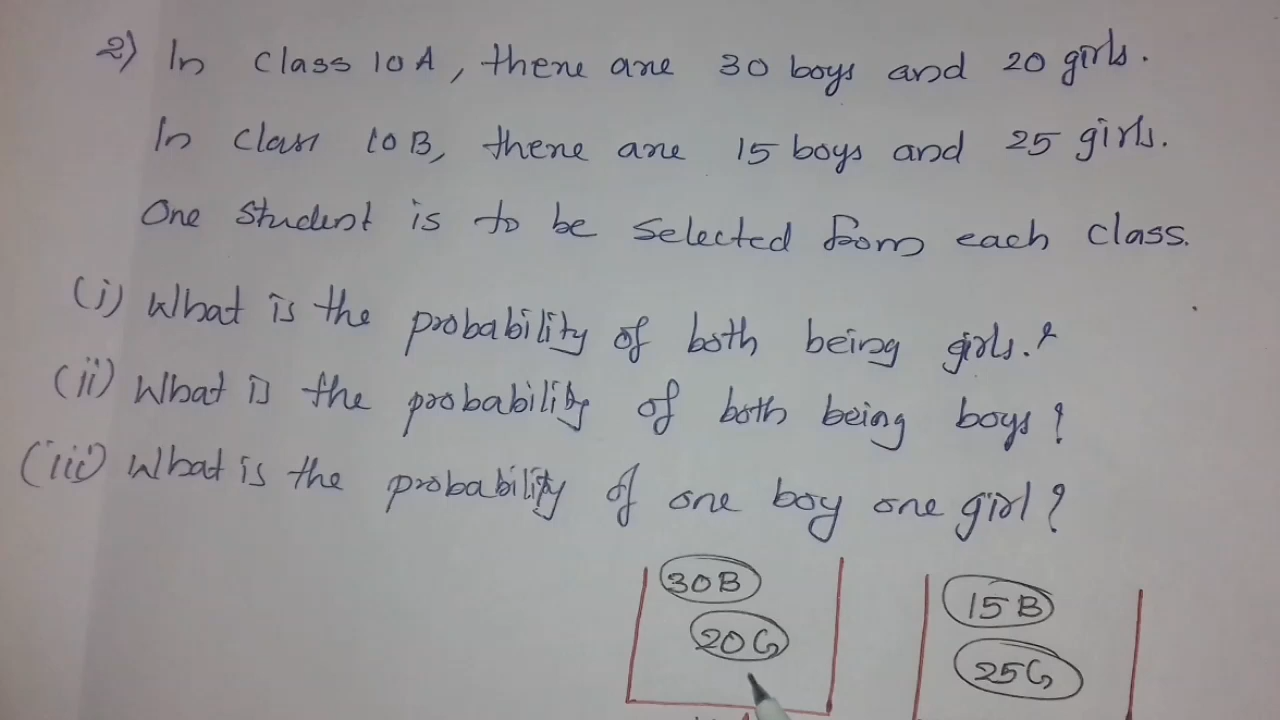 2) In class 10A, there are 30 boys and 20 girls.
In class 10B, there are 15 boys and 25 girls.
One student is to be selected from each class.
(i) What is the probability of both being girls.?
(ii) What is the probability of both being boys?
(iii) What is the probability of one boy one girl?
30B 15B
20G 25G